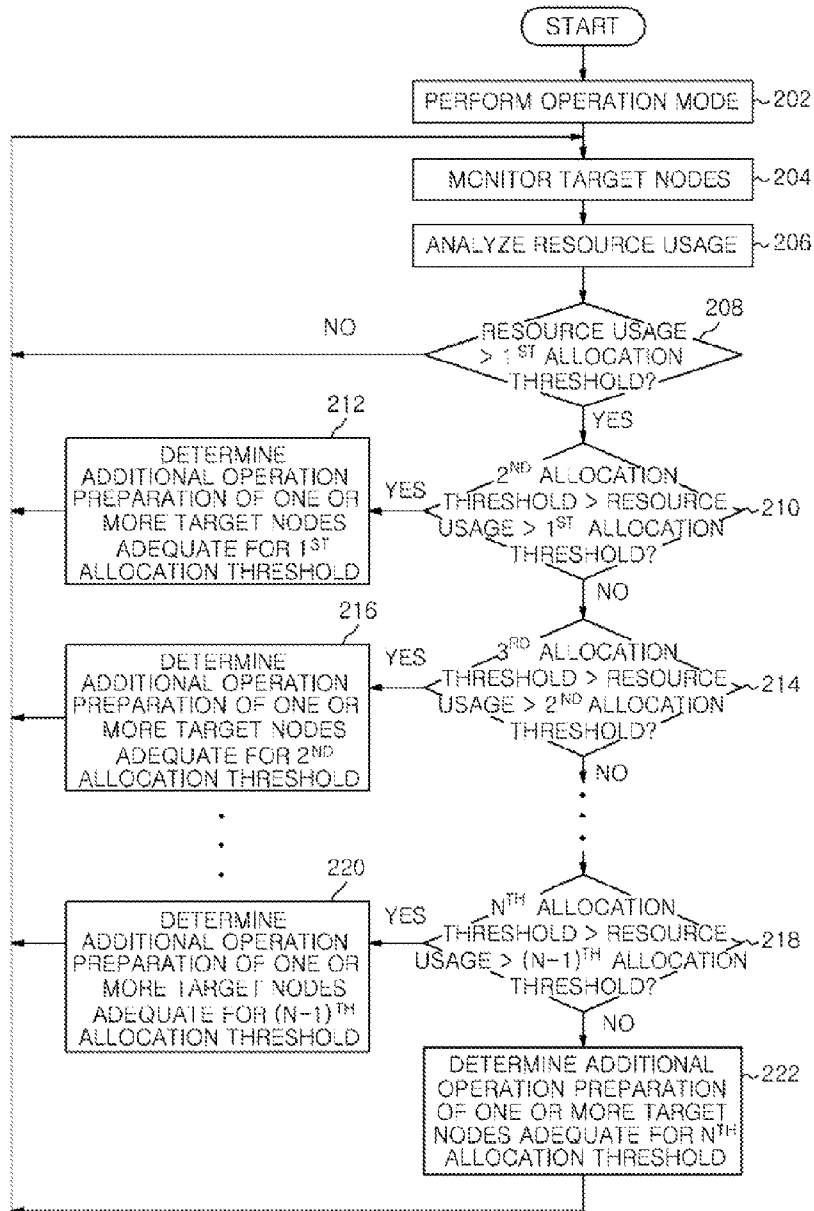 START
PERFORM OPERATION MODE
202
MONITOR TARGET NODES
204
ANALYZE RESOURCE USAGE
206
208
RESOURCE USAGE
> 1ST ALLOCATION
THRESHOLD?
NO
YES
212
DETERMINE
ADDITIONAL OPERATION
PREPARATION OF ONE OR
MORE TARGET NODES
ADEQUATE FOR 1ST
ALLOCATION THRESHOLD
YES
2ND ALLOCATION
THRESHOLD > RESOURCE
USAGE > 1ST ALLOCATION
THRESHOLD?
210
NO
216
DETERMINE
ADDITIONAL OPERATION
PREPARATION OF ONE OR
MORE TARGET NODES
ADEQUATE FOR 2ND
ALLOCATION THRESHOLD
YES
3RD ALLOCATION
THRESHOLD > RESOURCE
USAGE > 2ND ALLOCATION
THRESHOLD?
214
NO
220
DETERMINE
ADDITIONAL OPERATION
PREPARATION OF ONE OR
MORE TARGET NODES
ADEQUATE FOR (N-1)TH
ALLOCATION THRESHOLD
YES
NTH ALLOCATION
THRESHOLD > RESOURCE
USAGE > (N-1)TH ALLOCATION
THRESHOLD?
218
NO
DETERMINE ADDITIONAL
OPERATION PREPARATION
OF ONE OR MORE TARGET
NODES ADEQUATE FOR NTH
ALLOCATION THRESHOLD
222